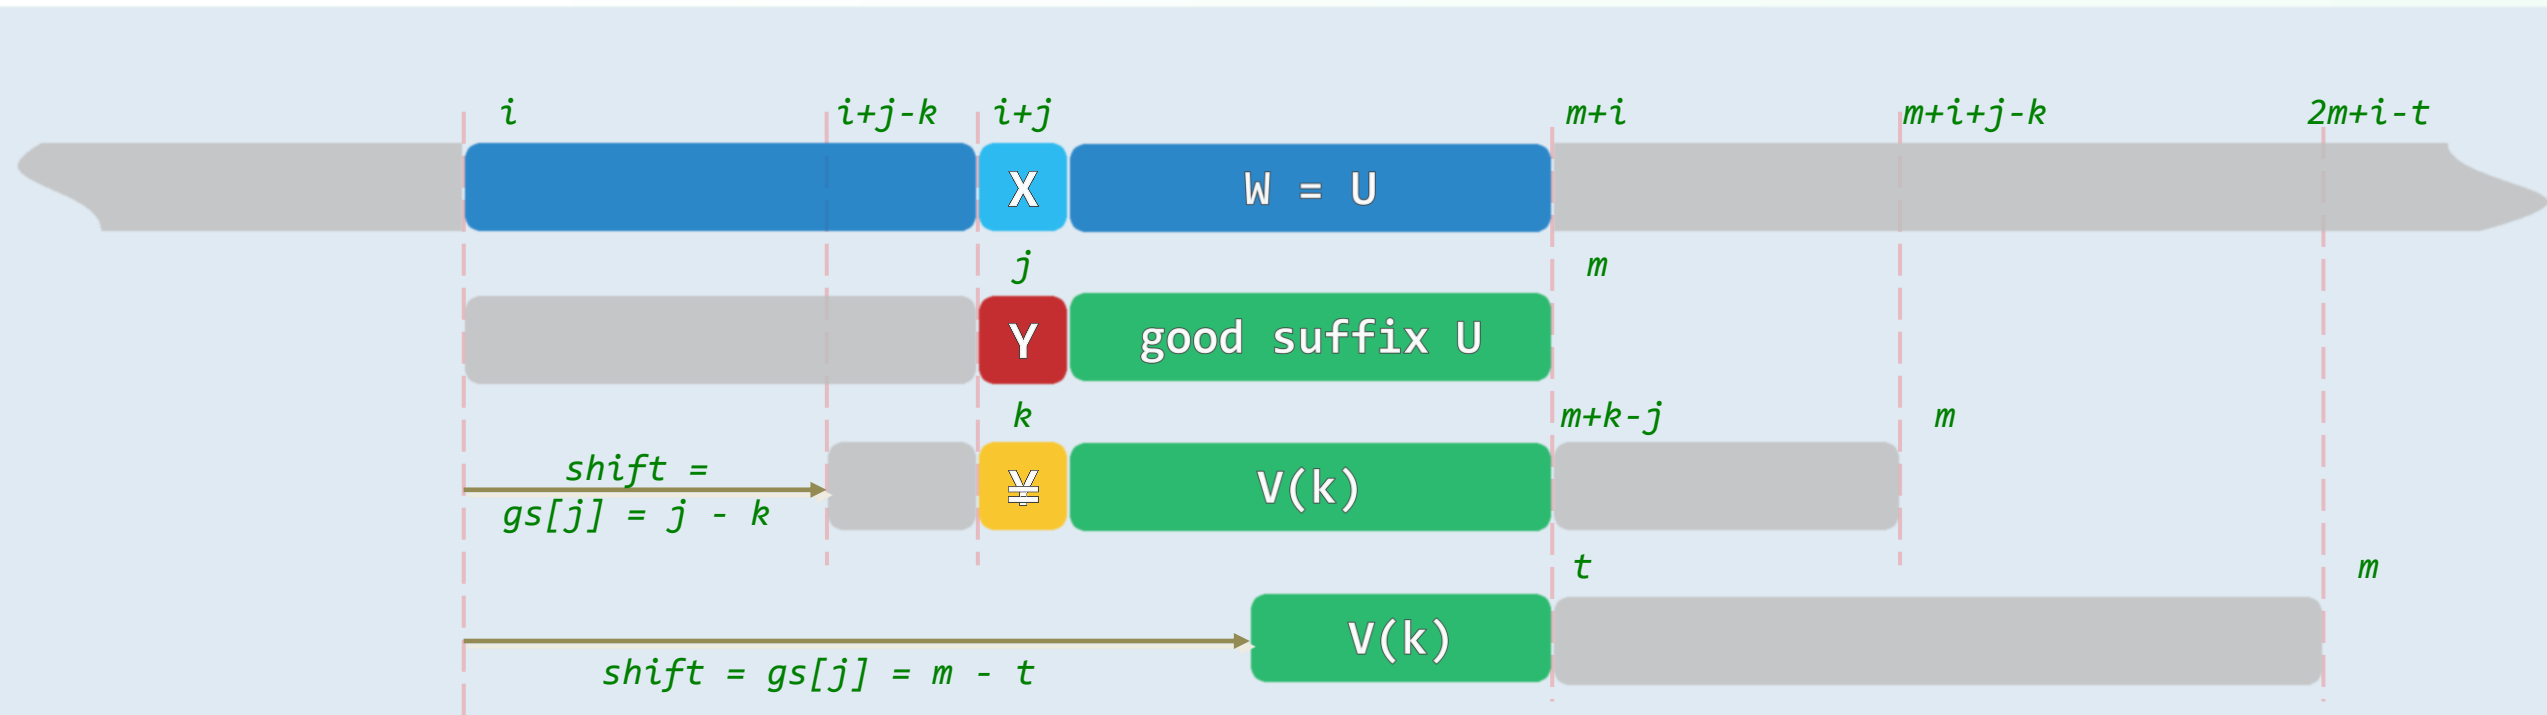 i i+j-k i+j m+i m+i+j-k 2m+i-t
X W = U
j m
Y good suffix U
k m+k-j m
shift =
¥ V(k)
gs[j] = j - k
t m
V(k)
shift = gs[j] = m - t